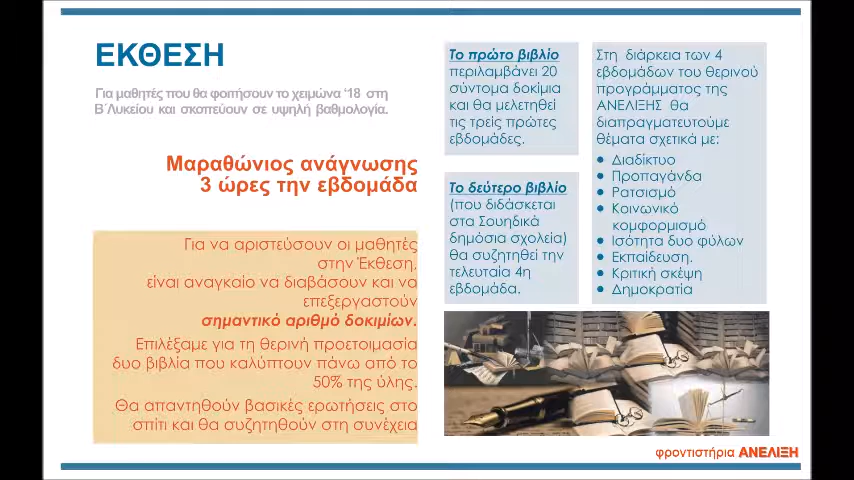 ΕΚΘΕΣΗ
Για μαθητές που θα φοιτήσουν το χειμώνα ‘18 στη
Β΄Λυκείου και σκοπεύουν σε υψηλή βαθμολογία.
Μαραθώνιος ανάγνωσης
3 ώρες την εβδομάδα
Για να αριστεύσουν οι μαθητές
στην Έκθεση,
είναι αναγκαίο να διαβάσουν και να
επεξεργαστούν
σημαντικό αριθμό δοκιμίων.
Επιλέξαμε για τη θερινή προετοιμασία
δυο βιβλία που καλύπτουν πάνω από το
50% της ύλης.
Θα απαντηθούν βασικές ερωτήσεις στο
σπίτι και θα συζητηθούν στη συνέχεια
Το πρώτο βιβλίο
περιλαμβάνει 20
σύντομα δοκίμια
και θα μελετηθεί
τις τρείς πρώτες
εβδομάδες.
Το δεύτερο βιβλίο
(που διδάσκεται
στα Σουηδικά
δημόσια σχολεία)
θα συζητηθεί την
τελευταία 4η
εβδομάδα.
Στη διάρκεια των 4
εβδομάδων του θερινού
προγράμματος της
ΑΝΕΛΙΞΗΣ θα
διαπραγματευτούμε
θέματα σχετικά με:
● Διαδίκτυο
● Προπαγάνδα
● Ρατσισμό
● Κοινωνικό
κομφορμισμό
● Ισότητα δυο φύλων
● Εκπαίδευση.
● Κριτική σκέψη
● Δημοκρατία
φροντιστήρια ΑΝΕΛΙΞΗ